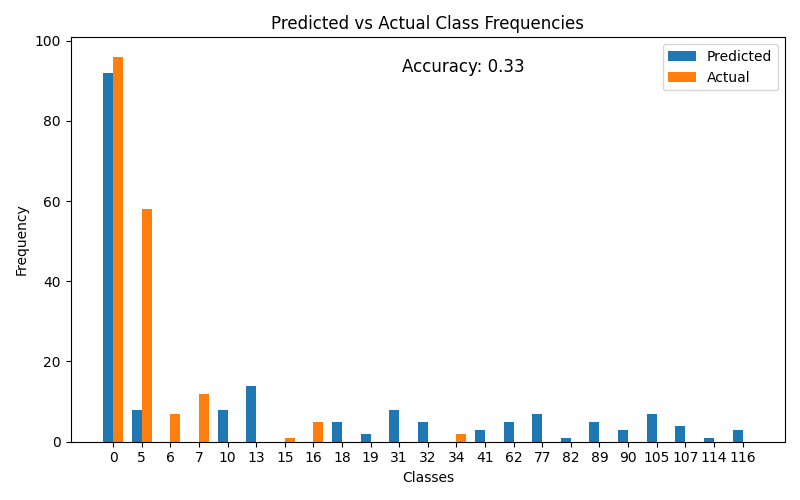 Predicted vs Actual Class Frequencies
Accuracy: 0.33
Predicted
Actual
Frequency
100
80
60
40
20
0
0 5 6 7 10 13 15 16 18 19 31 32 34 41 62 77 82 89 90 105 107 114 116
Classes